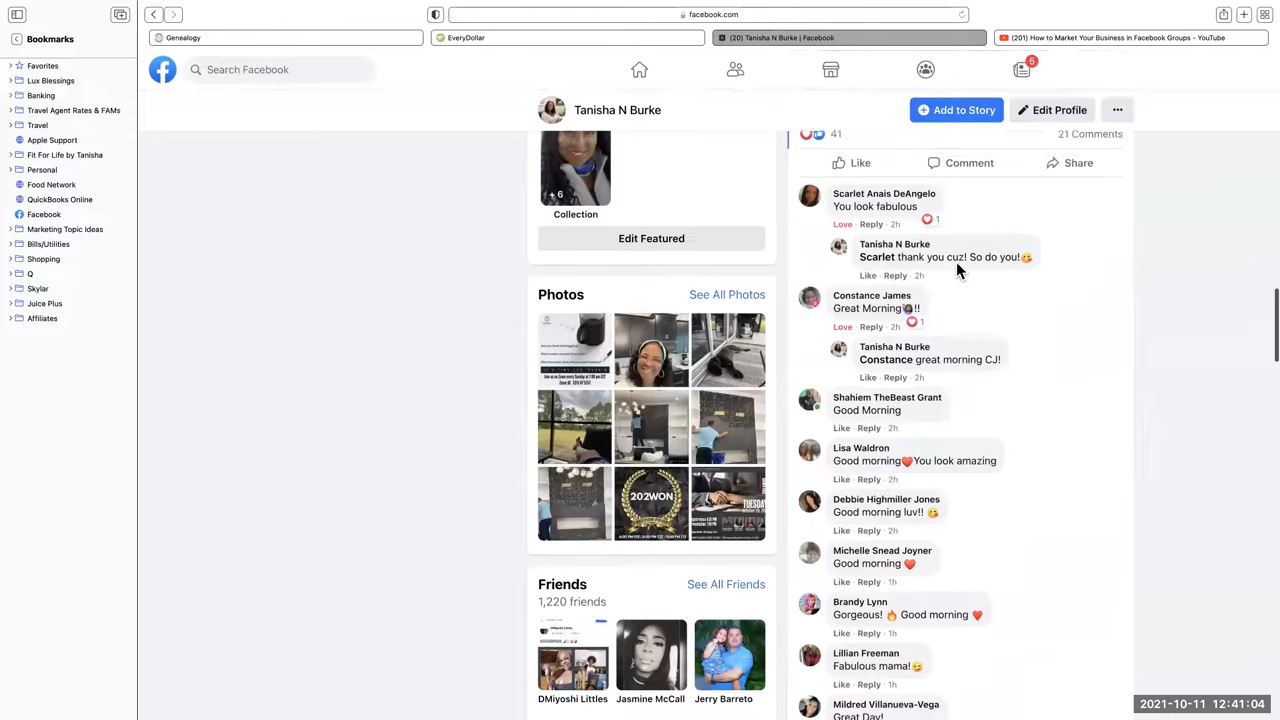 facebook.com
Bookmarks
Genealogy
EveryDollar
(20) Tanisha N Burke | Facebook
(201) How to Market Your Business in Facebook Groups - YouTube
Favorites
Lux Blessings
Banking
Travel Agent Rates & FAMs
Travel
Apple Support
Fit For Life by Tanisha
Personal
Food Network
QuickBooks Online
Facebook
Marketing Topic Ideas
Bills/Utilities
Shopping
Q
Skylar
Juice Plus
Affiliates
Search Facebook
6
Tanisha N Burke
Add to Story
Edit Profile
+ 6
Collection
Edit Featured
Photos
See All Photos
202WON
TUESDAY
Friends
See All Friends
1,220 friends
DMiyoshi Littles
Jasmine McCall
Jerry Barreto
41
21 Comments
Like
Comment
Share
Scarlet Anais DeAngelo
You look fabulous
1
Love · Reply · 2h
Tanisha N Burke
Scarlet thank you cuz! So do you!😘
Like · Reply · 2h
Constance James
Great Morning!!
1
Love · Reply · 2h
Tanisha N Burke
Constance great morning CJ!
Like · Reply · 2h
Shahiem TheBeast Grant
Good Morning
Like · Reply · 2h
Lisa Waldron
Good morning❤️You look amazing
Like · Reply · 2h
Debbie Highmiller Jones
Good morning luv!! 😘
Like · Reply · 2h
Michelle Snead Joyner
Good morning ❤️
Like · Reply · 1h
Brandy Lynn
Gorgeous! 🔥 Good morning ❤️
Like · Reply · 1h
Lillian Freeman
Fabulous mama!😉
Like · Reply · 1h
Mildred Villanueva-Vega
Great Day!
2021-10-11 12:41:04